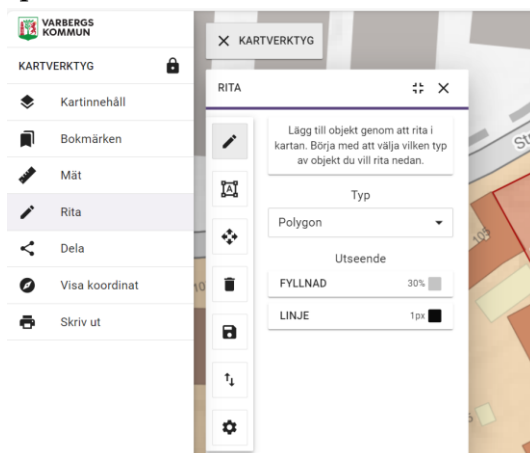 VARBERGS
KOMMUN
KARTVERKTYG
Kartinnehåll
Bokmärken
Mät
Rita
Dela
Visa koordinat
Skriv ut
KARTVERKTYG
RITA
Lägg till objekt genom att rita i
kartan. Börja med att välja vilken typ
av objekt du vill rita nedan.
A
Typ
Polygon
Utseende
FYLLNAD 30%
LINJE 1px